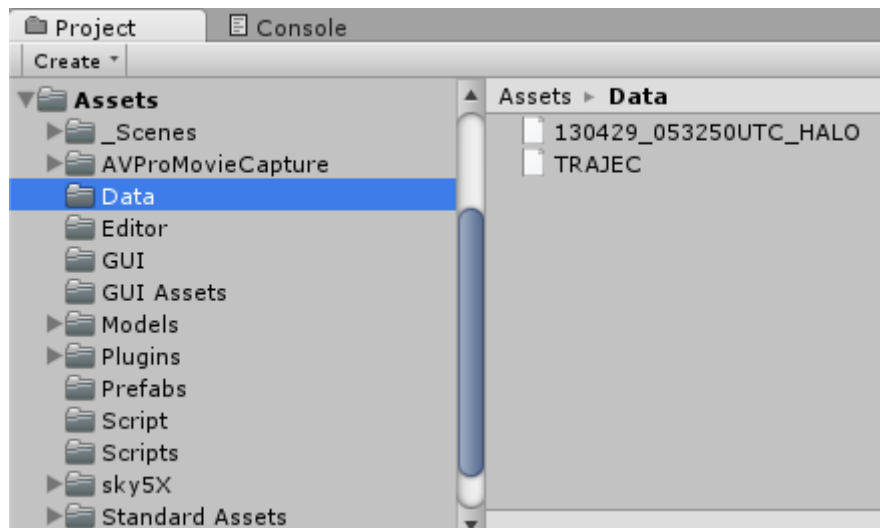 Project Console
Create
Assets
_Scenes
AVProMovieCapture
Data
Editor
GUI
GUI Assets
Models
Plugins
Prefabs
Script
Scripts
sky5X
Standard Assets
Assets ▸ Data
130429_053250UTC_HALO
TRAJEC